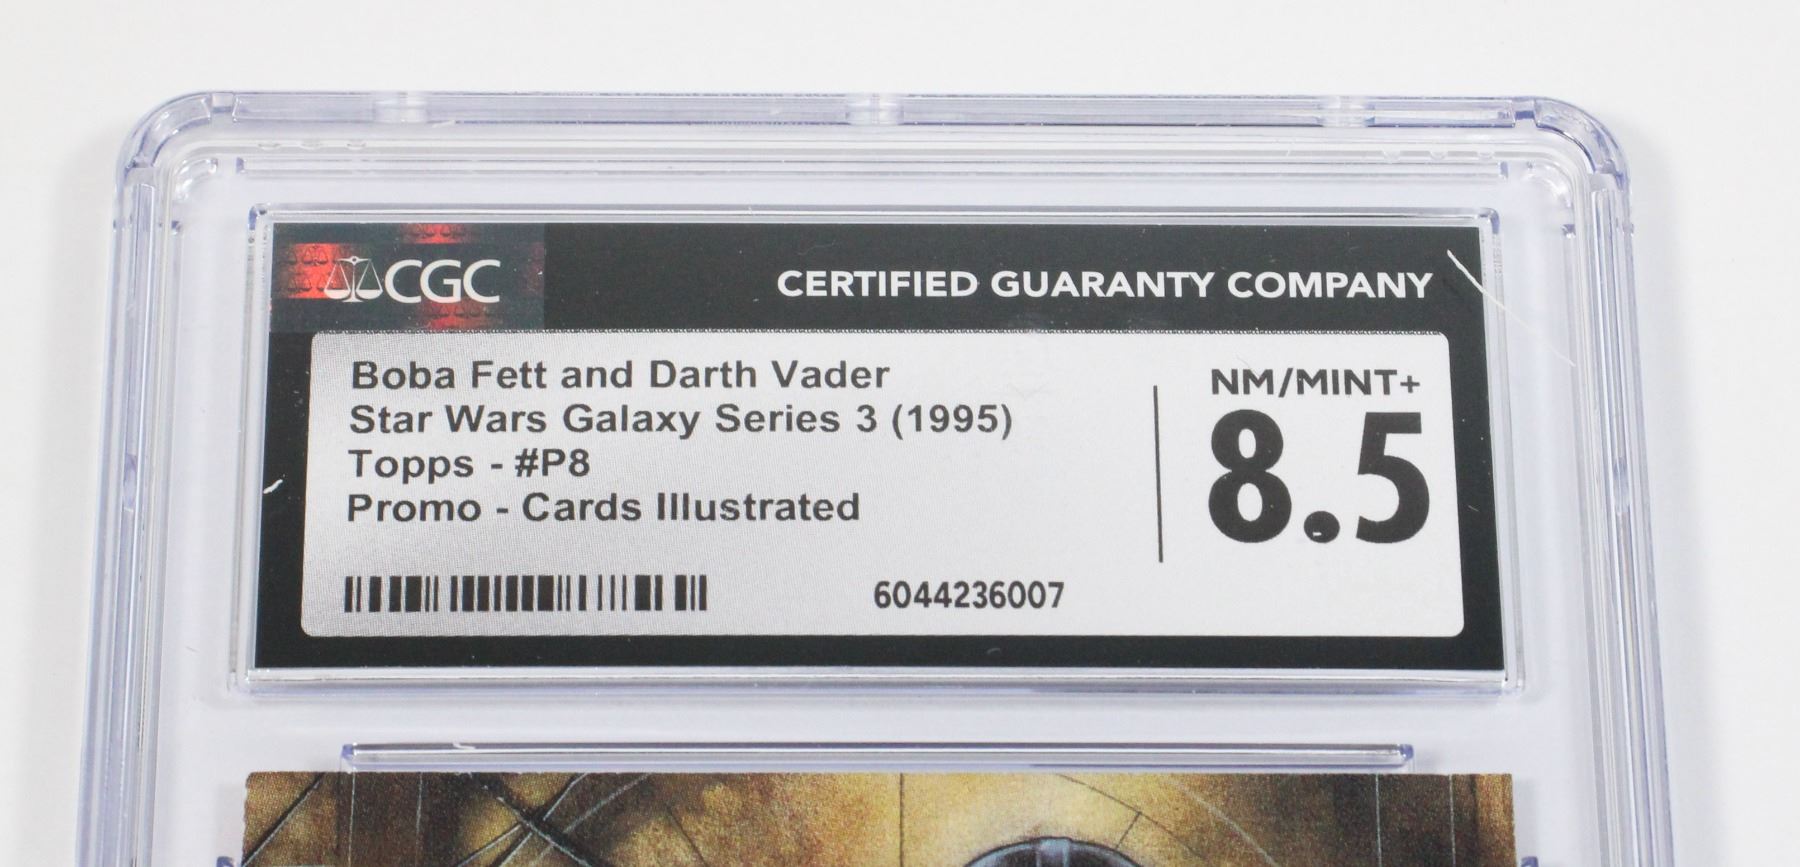 CGC
CERTIFIED GUARANTY COMPANY
Boba Fett and Darth Vader
Star Wars Galaxy Series 3 (1995)
Topps - #P8
Promo - Cards Illustrated
NM/MINT+
8.5
6044236007